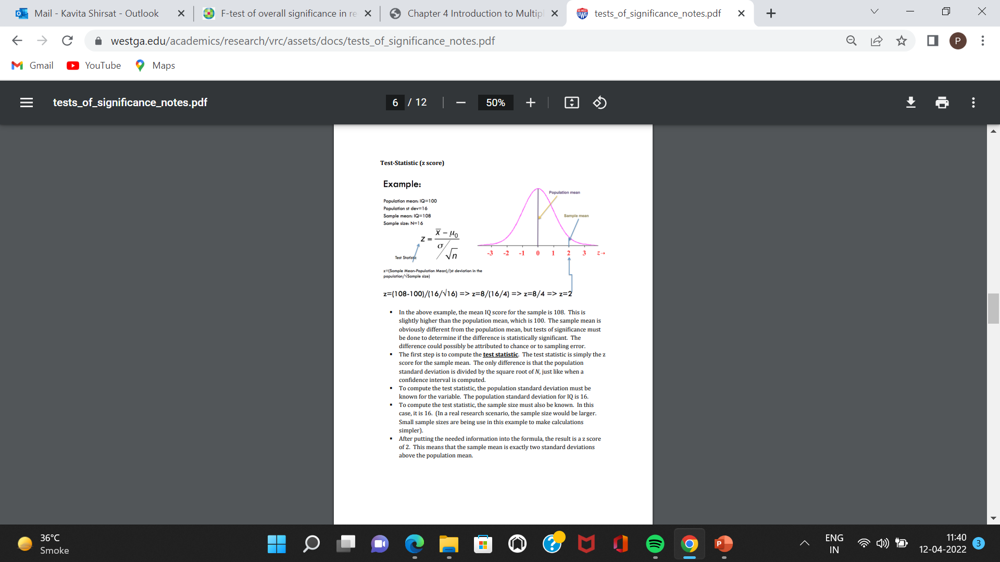 Mail - Kavita Shirsat - Outlook
F-test of overall significance in re
Chapter 4 Introduction to Multipl
tests_of_significance_notes.pdf
westga.edu/academics/research/vrc/assets/docs/tests_of_significance_notes.pdf
P
Gmail
YouTube
Maps
tests_of_significance_notes.pdf
6 / 12
50%
Test-Statistic (z score)
Example:
Population mean: IQ=100
Population st dev=16
Sample mean: IQ=108
Sample size: N=16
z = (x̅ − μ₀) / (σ/√n)
Test Statistic
Population mean
Sample mean
-3 -2 -1 0 1 2 3 z→
z=(Sample Mean-Population Mean)/(st deviation in the
population/√Sample size)
z=(108-100)/(16/√16) => z=8/(16/4) => z=8/4 => z=2
▪ In the above example, the mean IQ score for the sample is 108. This is
slightly higher than the population mean, which is 100. The sample mean is
obviously different from the population mean, but tests of significance must
be done to determine if the difference is statistically significant. The
difference could possibly be attributed to chance or to sampling error.
▪ The first step is to compute the test statistic. The test statistic is simply the z
score for the sample mean. The only difference is that the population
standard deviation is divided by the square root of N, just like when a
confidence interval is computed.
▪ To compute the test statistic, the population standard deviation must be
known for the variable. The population standard deviation for IQ is 16.
▪ To compute the test statistic, the sample size must also be known. In this
case, it is 16. (In a real research scenario, the sample size would be larger.
Small sample sizes are being use in this example to make calculations
simpler).
▪ After putting the needed information into the formula, the result is a z score
of 2. This means that the sample mean is exactly two standard deviations
above the population mean.
36°C
Smoke
ENG
IN
11:40
12-04-2022
3